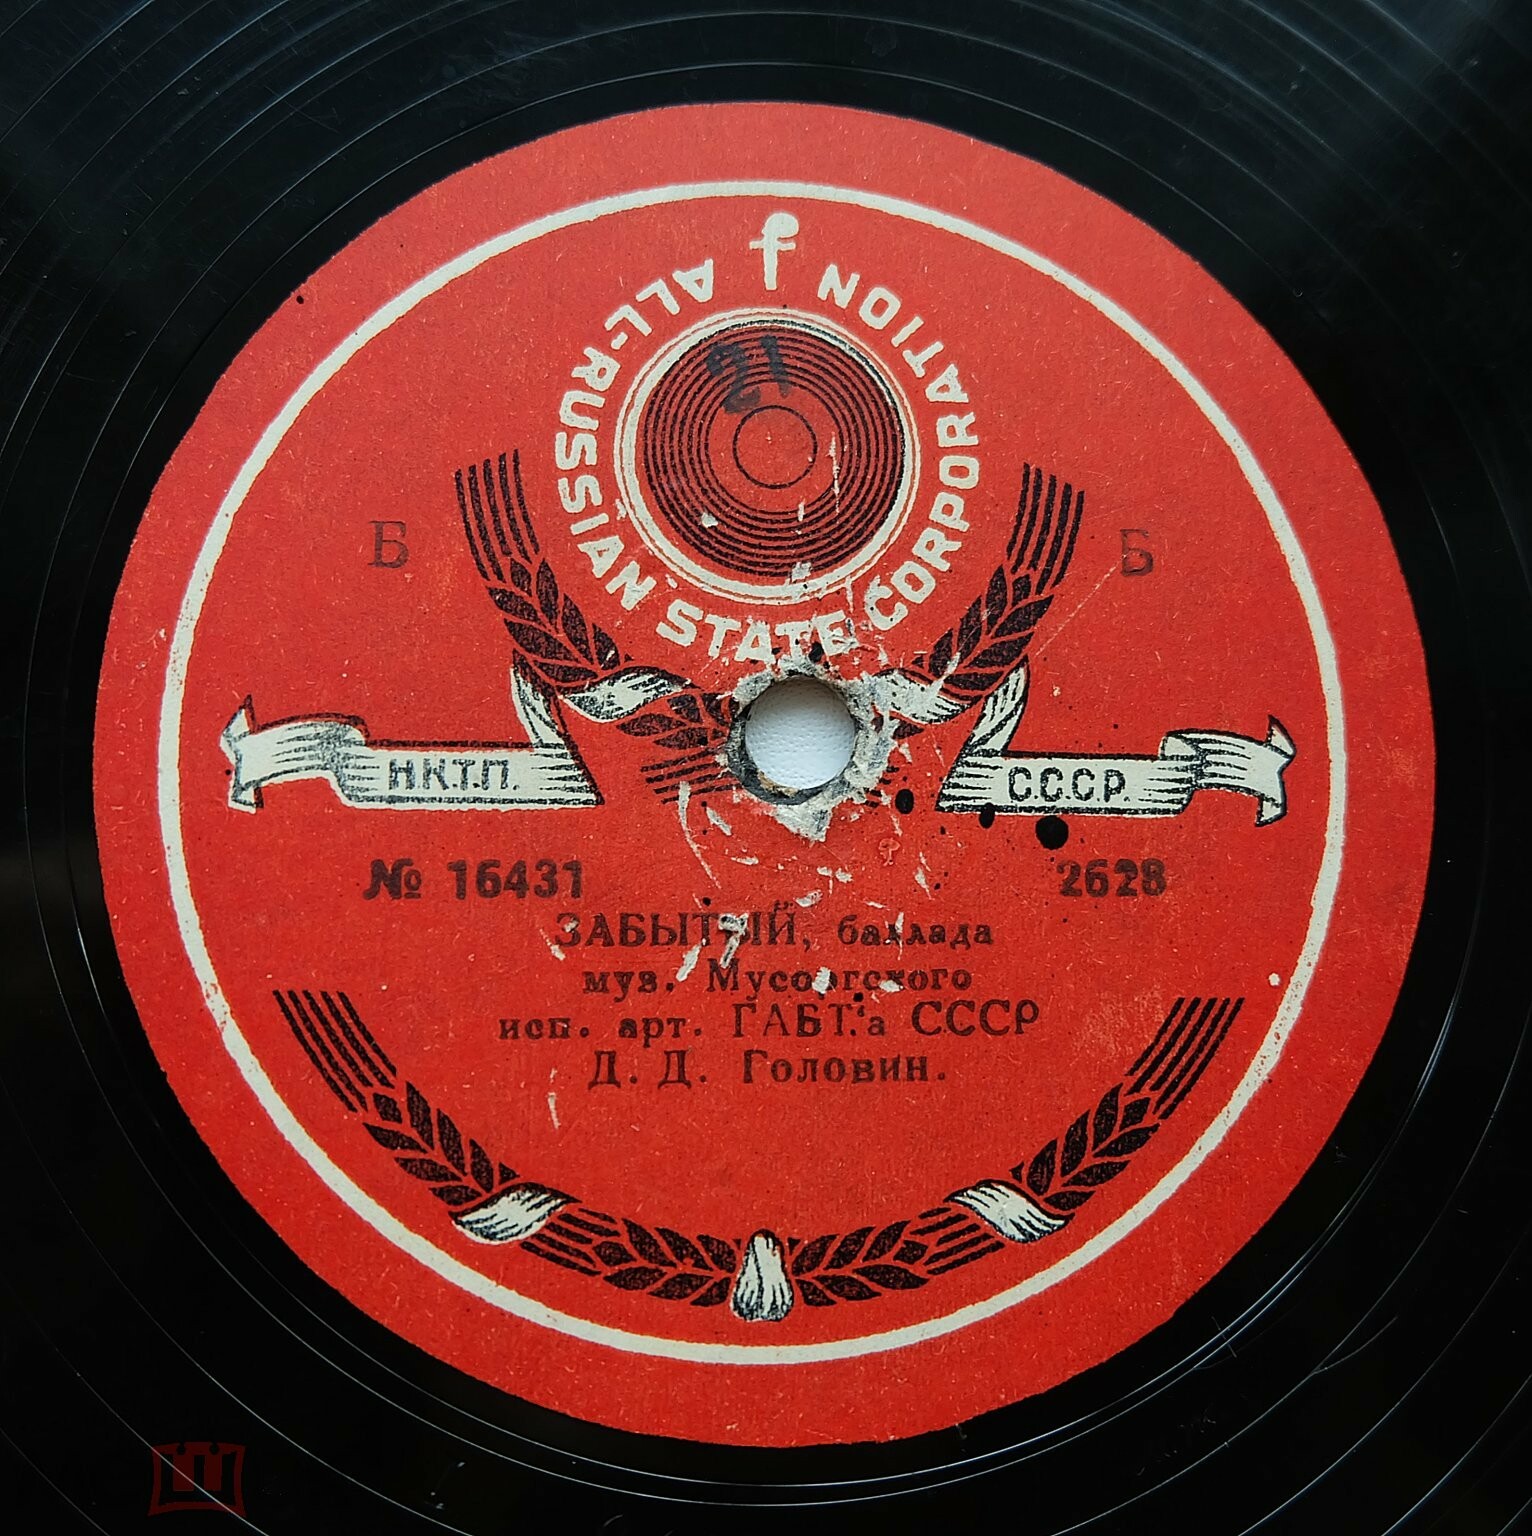 ALL-RUSSIAN STATE CORPORATION
Б Б
Н.К.Т.П. С.С.С.Р.
№ 16431 2628
ЗАБЫТЫЙ, баллада
муз. Мусоргского
исп. арт. ГАБТ‘а СССР
Д. Д. Головин.